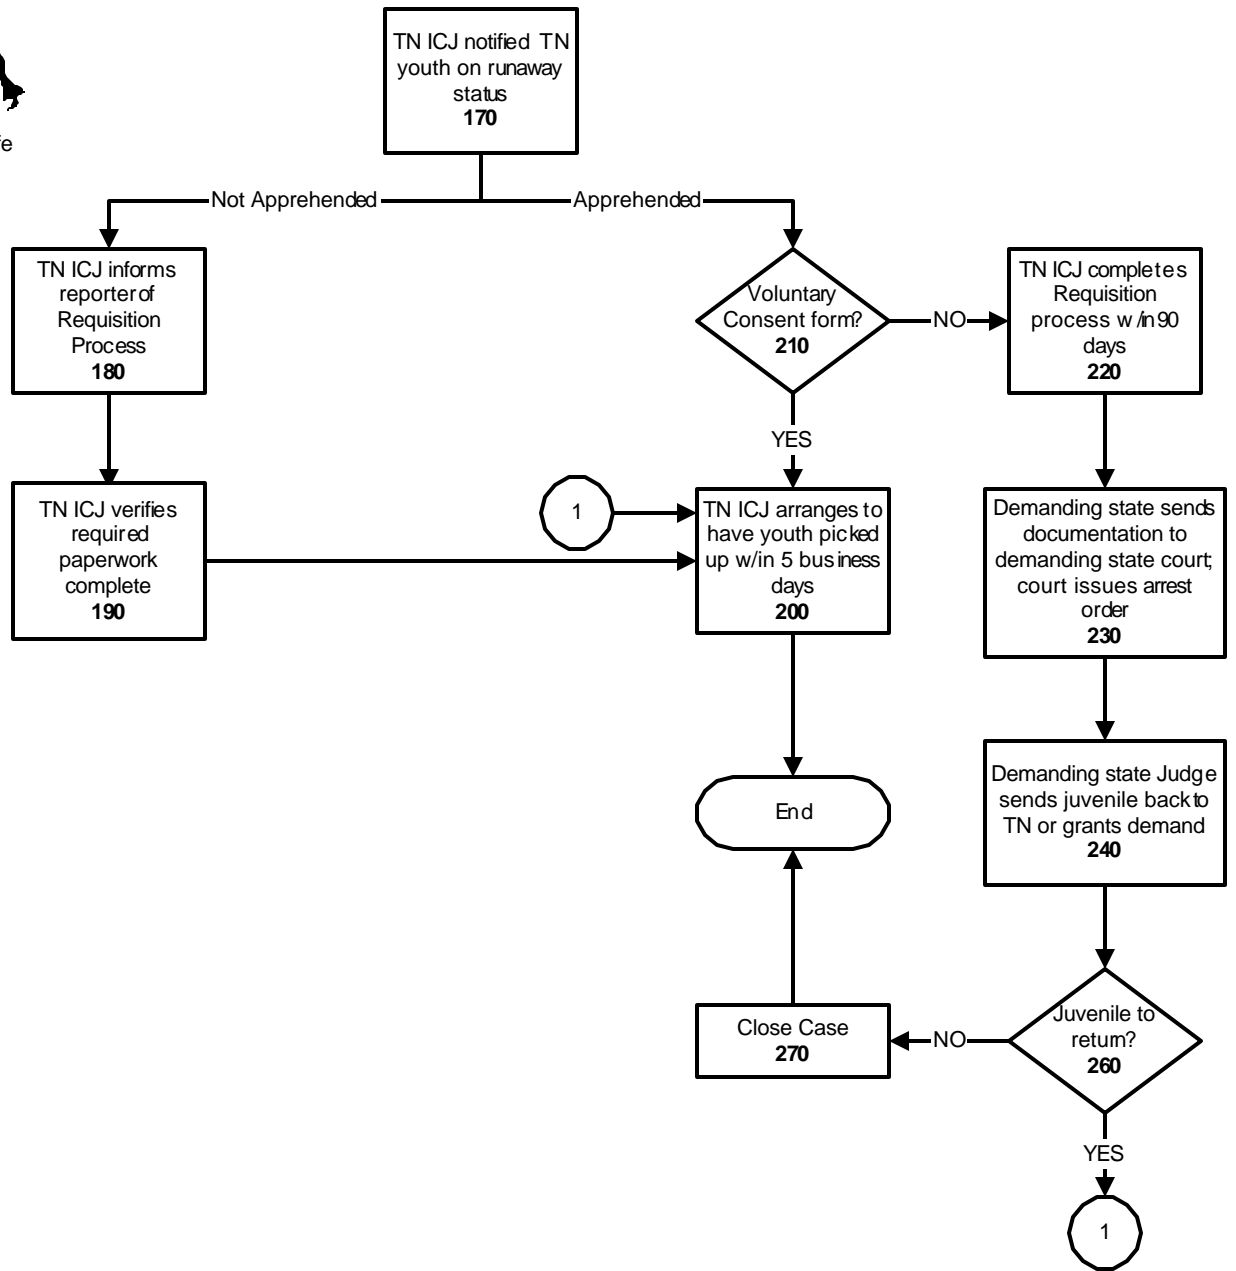 TN ICJ notified TN
youth on runaway
status
170
fe
Not Apprehended
Apprehended
TN ICJ informs
reporter of
Requisition
Process
180
Voluntary
Consent form?
210
NO
TN ICJ completes
Requisition
process w/in 90
days
220
YES
TN ICJ verifies
required
paperwork
complete
190
1
TN ICJ arranges to
have youth picked
up w/in 5 business
days
200
Demanding state sends
documentation to
demanding state court;
court issues arrest
order
230
End
Demanding state Judge
sends juvenile back to
TN or grants demand
240
Close Case
270
NO
Juvenile to
return?
260
YES
1